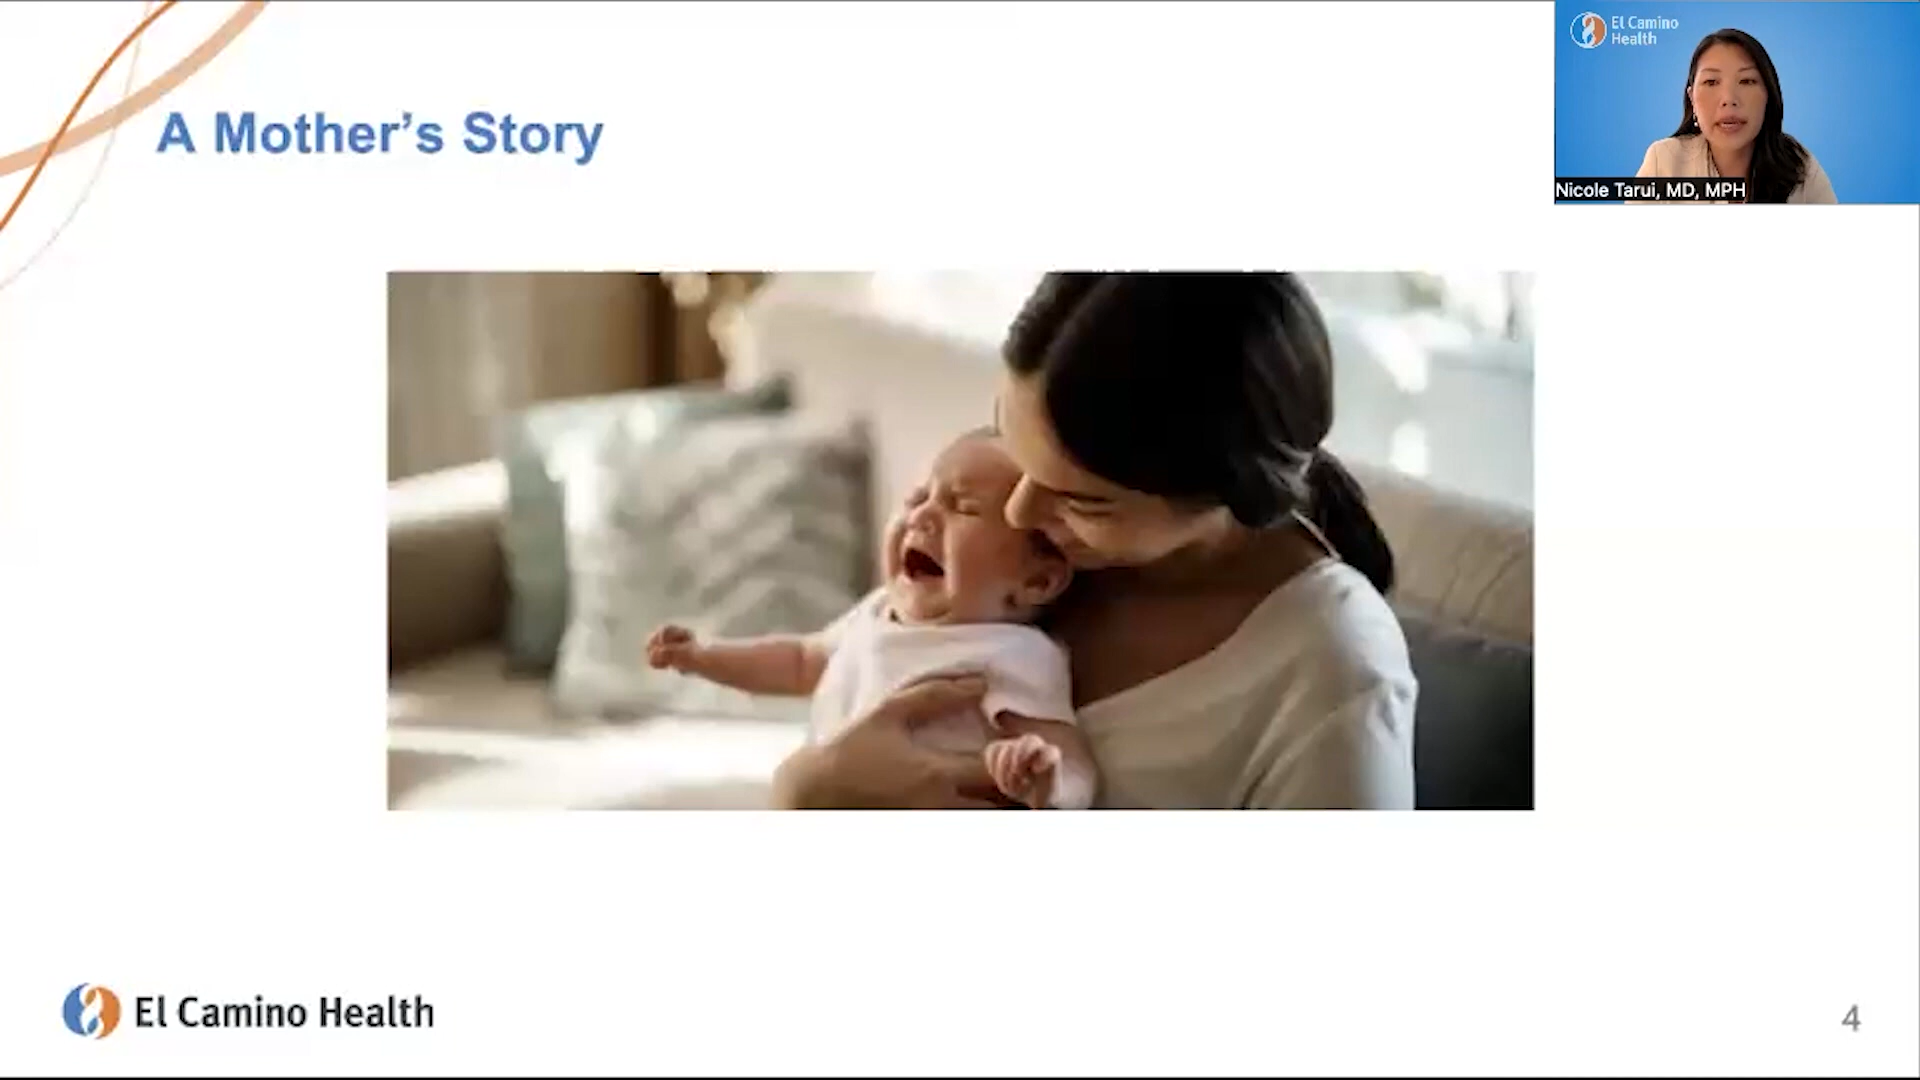 El Camino
Health
A Mother's Story
Nicole Tarui, MD, MPH
El Camino Health
4